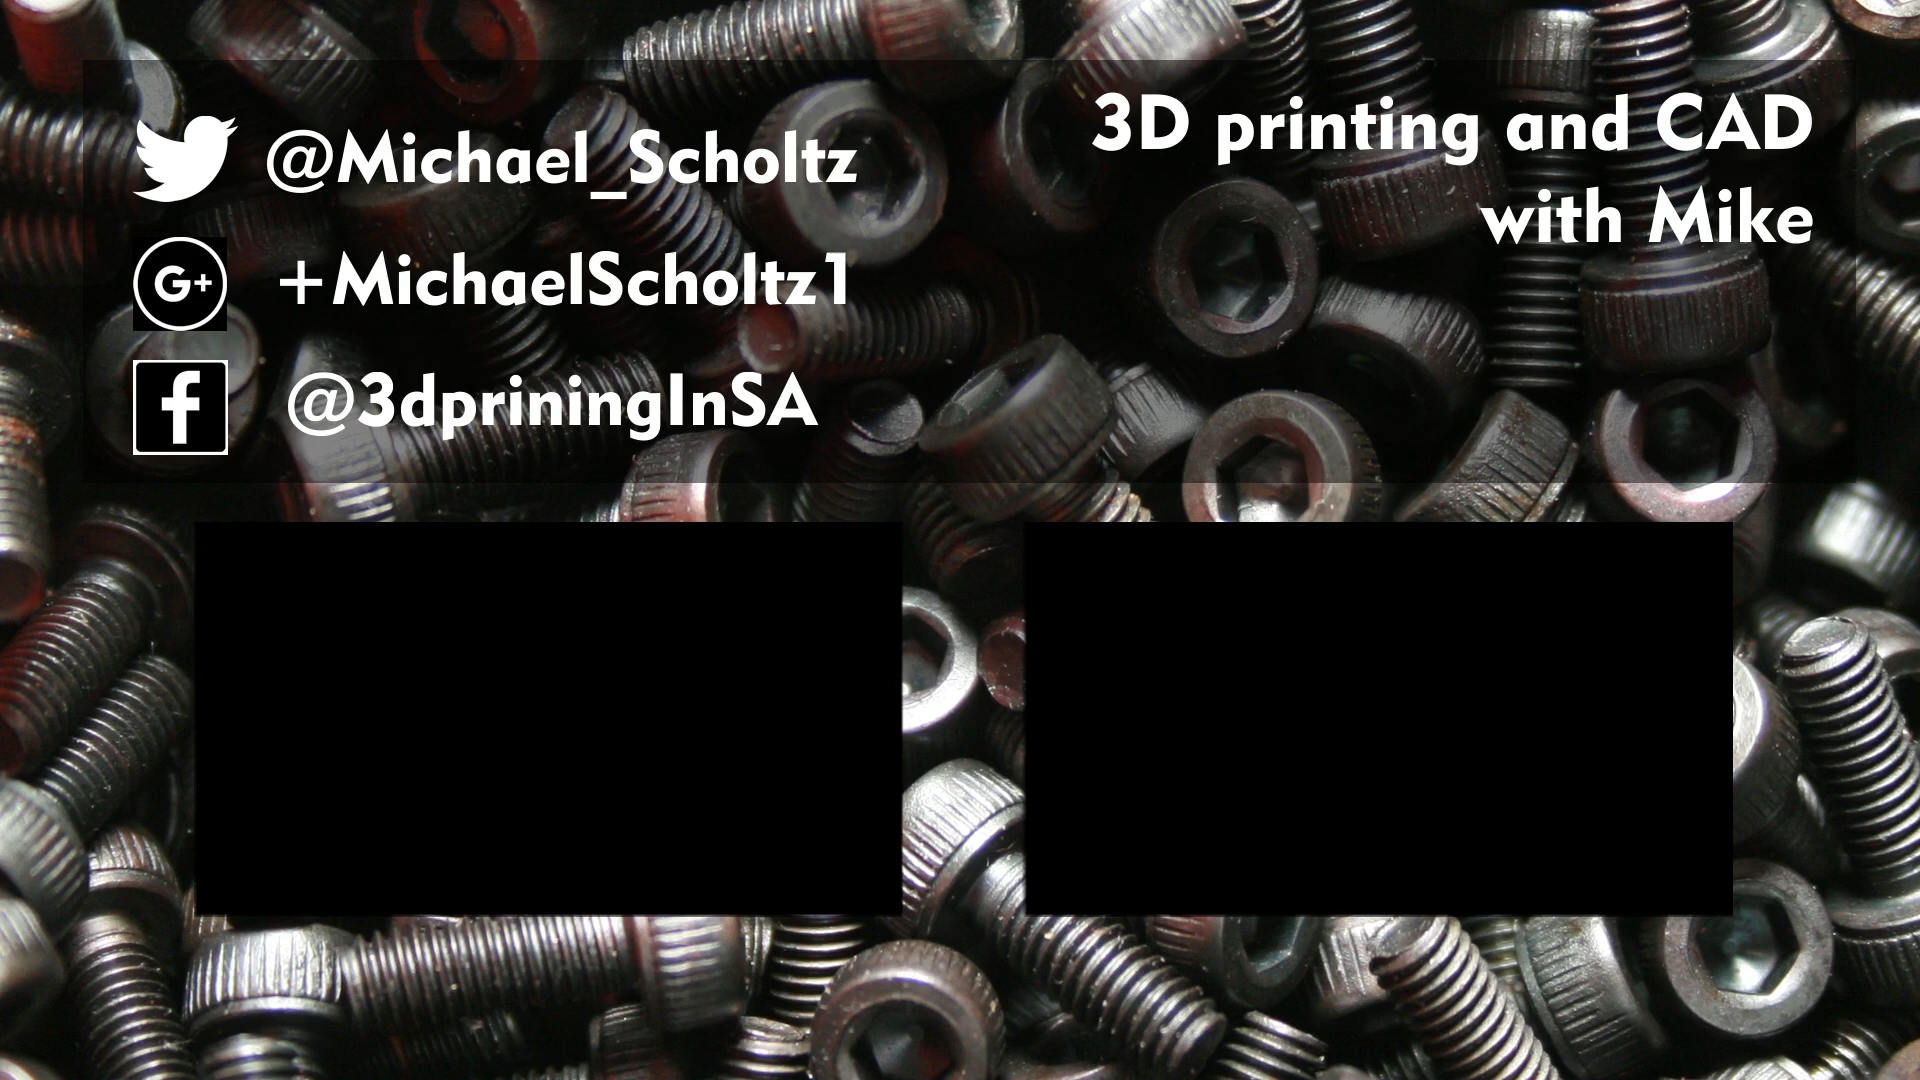 @Michael_Scholtz
+MichaelScholtz1
@3dpriningInSA
3D printing and CAD
with Mike
G+